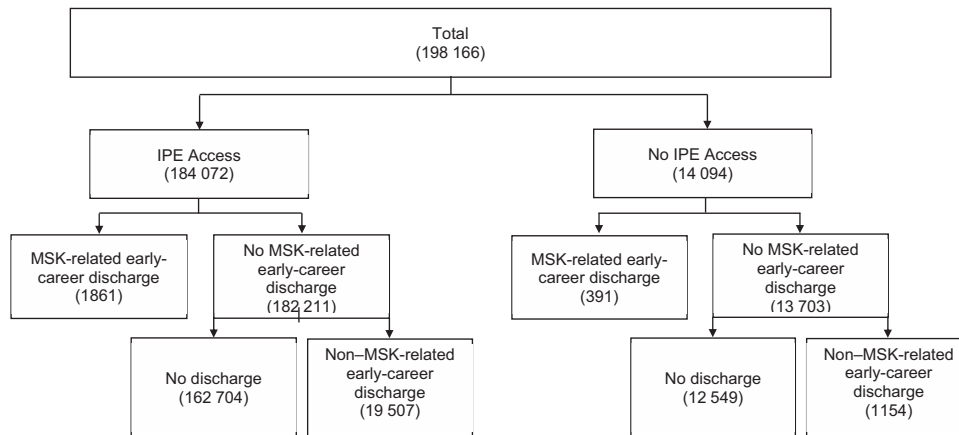 Total
(198 166)
IPE Access
(184 072)
No IPE Access
(14 094)
MSK-related early-
career discharge
(1861)
No MSK-related
early-career
discharge
(182 211)
MSK-related early-
career discharge
(391)
No MSK-related
early-career
discharge
(13 703)
No discharge
(162 704)
Non–MSK-related
early-career
discharge
(19 507)
No discharge
(12 549)
Non–MSK-related
early-career
discharge
(1154)